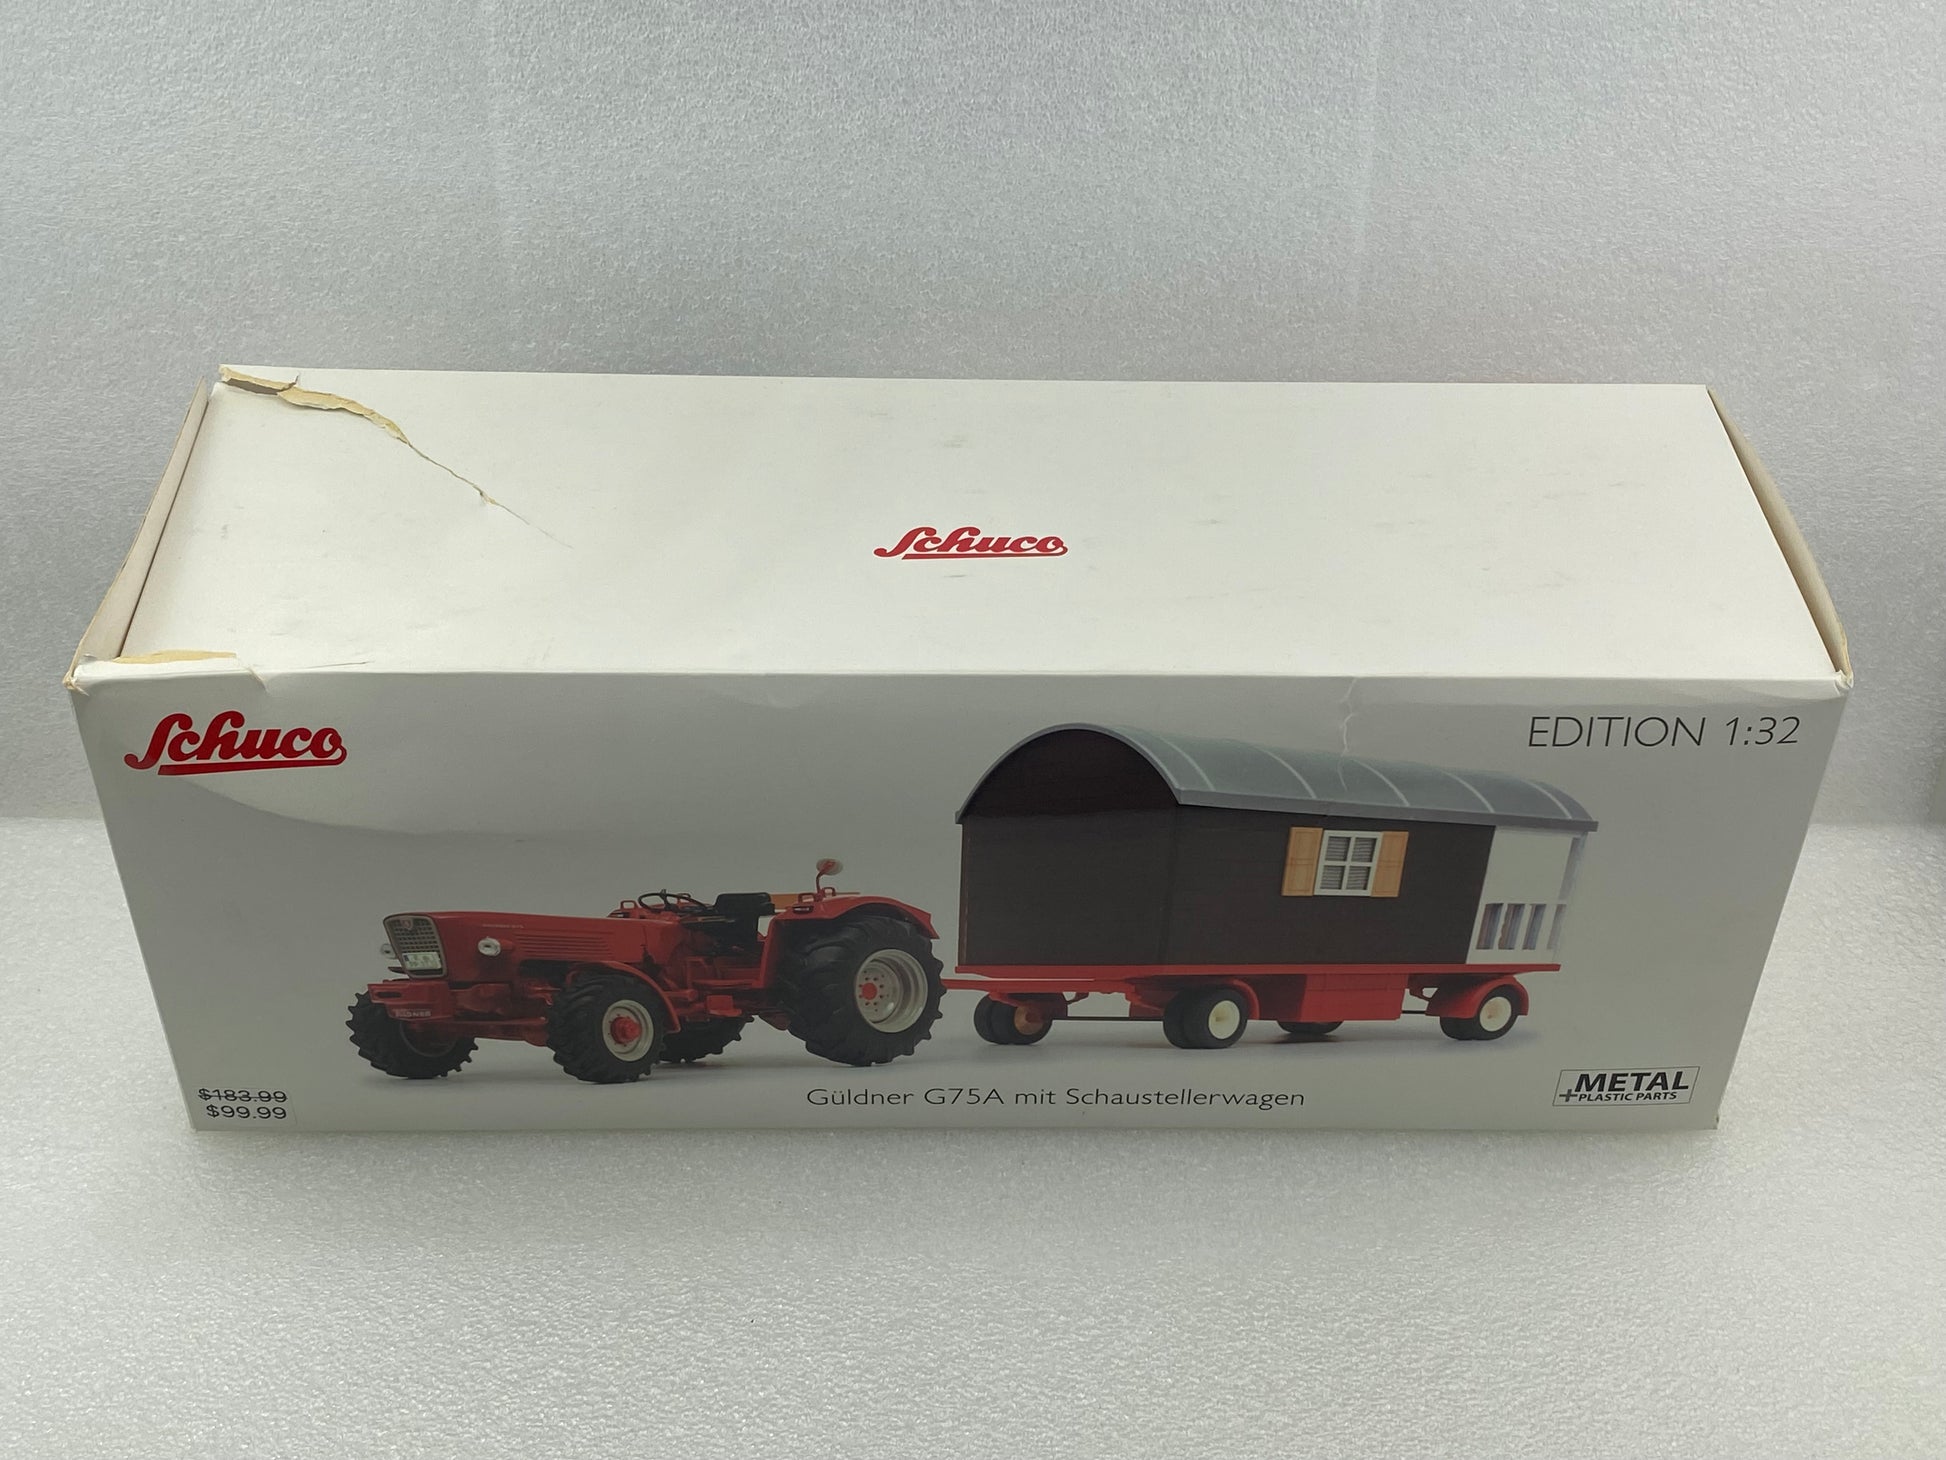 Schuco
Schuco
EDITION 1:32
$183.99
$99.99
Güldner G75A mit Schaustellerwagen
METAL
+PLASTIC PARTS